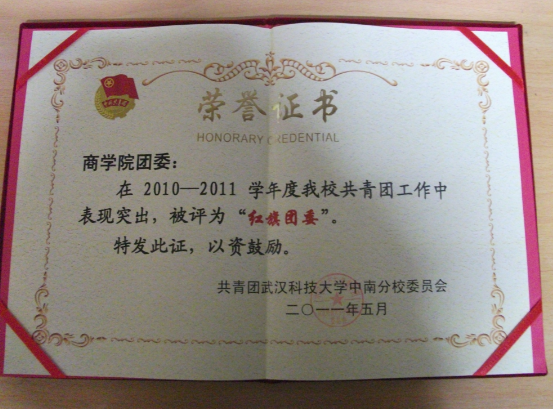 荣誉证书
HONORARY CREDENTIAL
商学院团委：
在 2010—2011 学年度我校共青团工作中
表现突出，被评为“红旗团委”。
特发此证，以资鼓励。
共青团武汉科技大学中南分校委员会
二〇一一年五月